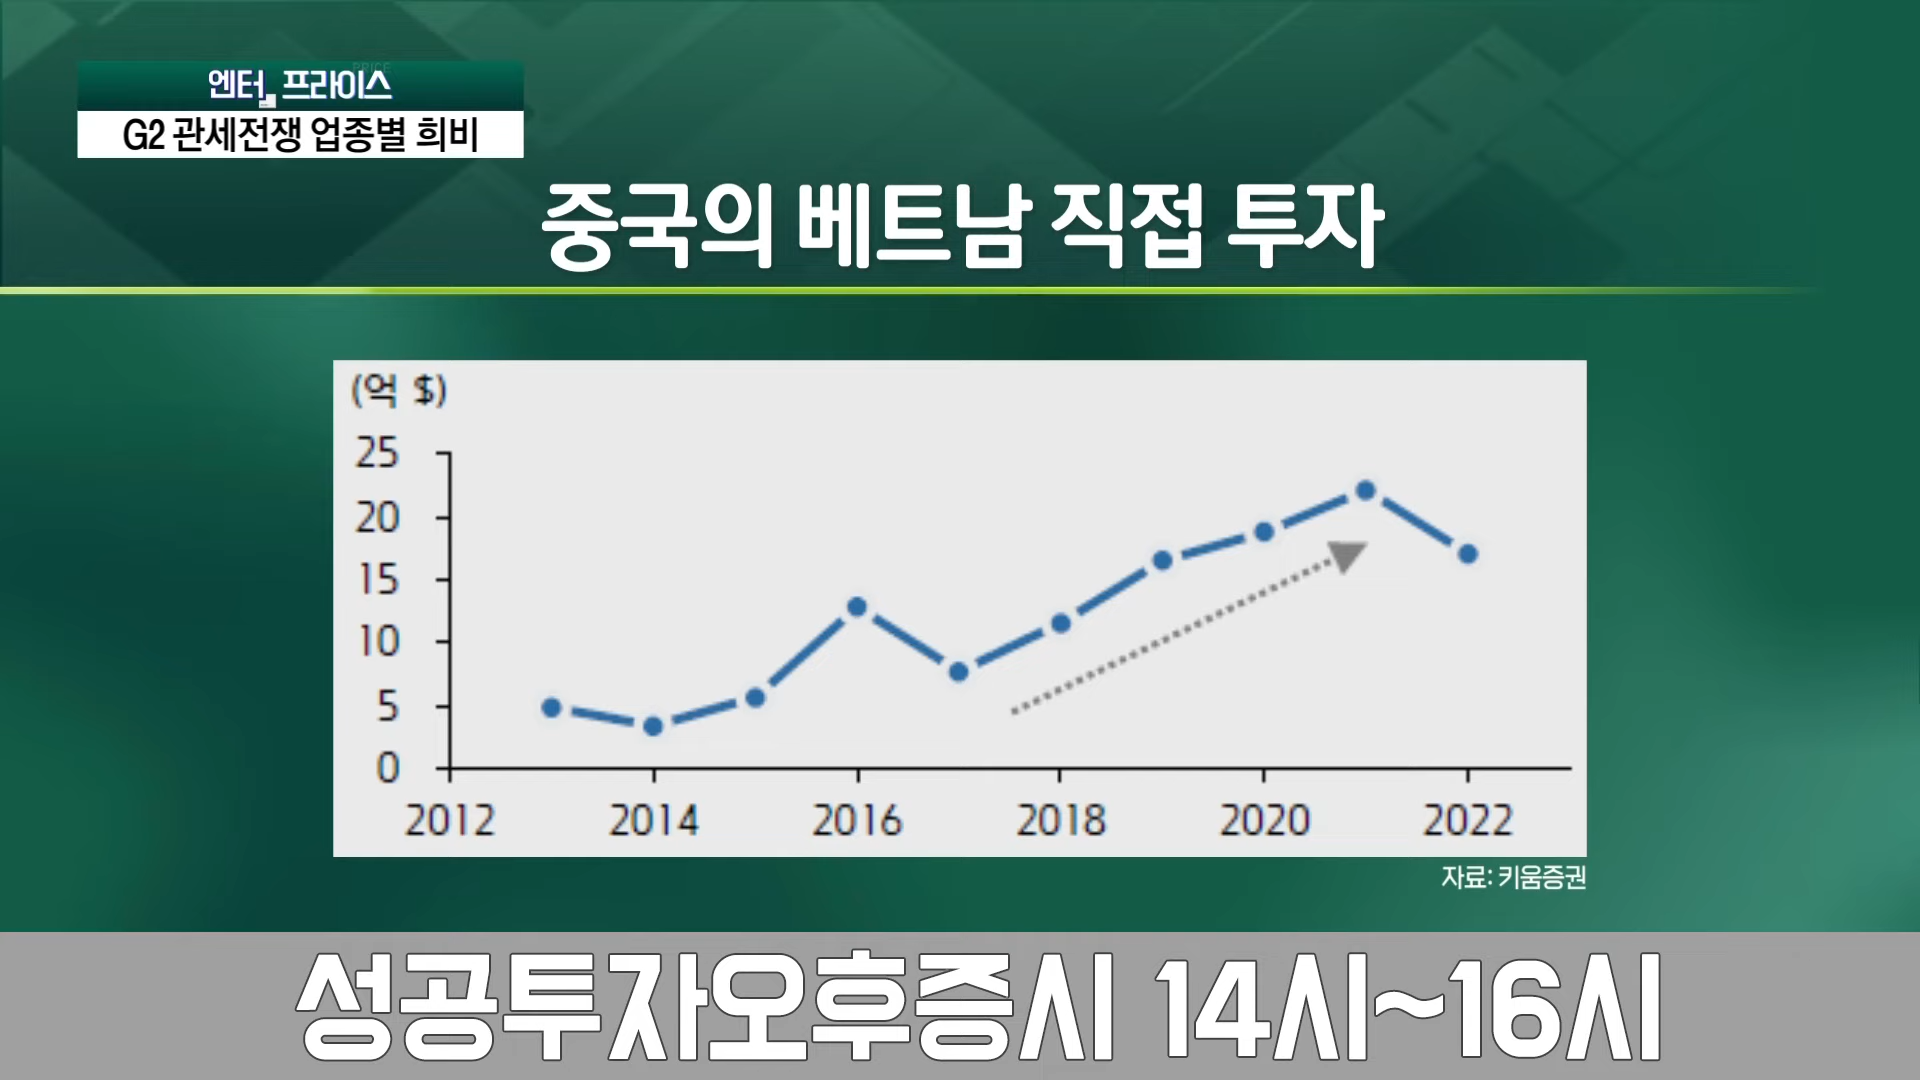 PRICE
엔터 프라이스
G2 관세전쟁 업종별 희비
중국의 베트남 직접 투자
(억 $)
25
20
15
10
5
0
2012 2014 2016 2018 2020 2022
자료: 키움증권
성공투자오후증시 14시~16시